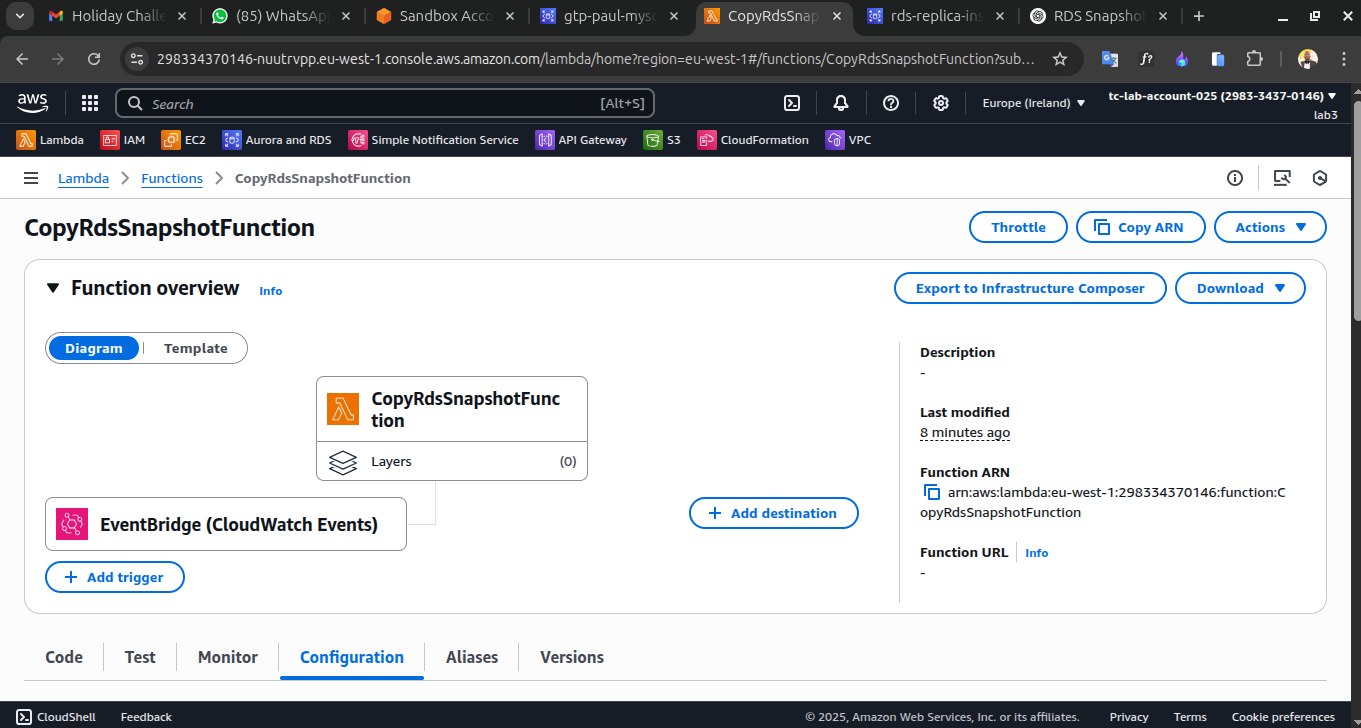 Holiday Challe
(85) WhatsApp
Sandbox Acco
gtp-paul-mysq
CopyRdsSnap
rds-replica-ins
RDS Snapshot
298334370146-nuutrvpp.eu-west-1.console.aws.amazon.com/lambda/home?region=eu-west-1#/functions/CopyRdsSnapshotFunction?sub...
f?
aws
Search
[Alt+S]
Europe (Ireland)
tc-lab-account-025 (2983-3437-0146)
lab3
Lambda
IAM
EC2
Aurora and RDS
Simple Notification Service
API Gateway
S3
CloudFormation
VPC
Lambda
Functions
CopyRdsSnapshotFunction
CopyRdsSnapshotFunction
Throttle
Copy ARN
Actions
Function overview
Info
Export to Infrastructure Composer
Download
Diagram
Template
CopyRdsSnapshotFunc
tion
Layers
(0)
EventBridge (CloudWatch Events)
+ Add trigger
+ Add destination
Description
-
Last modified
8 minutes ago
Function ARN
arn:aws:lambda:eu-west-1:298334370146:function:C
opyRdsSnapshotFunction
Function URL
Info
-
Code
Test
Monitor
Configuration
Aliases
Versions
CloudShell
Feedback
© 2025, Amazon Web Services, Inc. or its affiliates.
Privacy
Terms
Cookie preferences